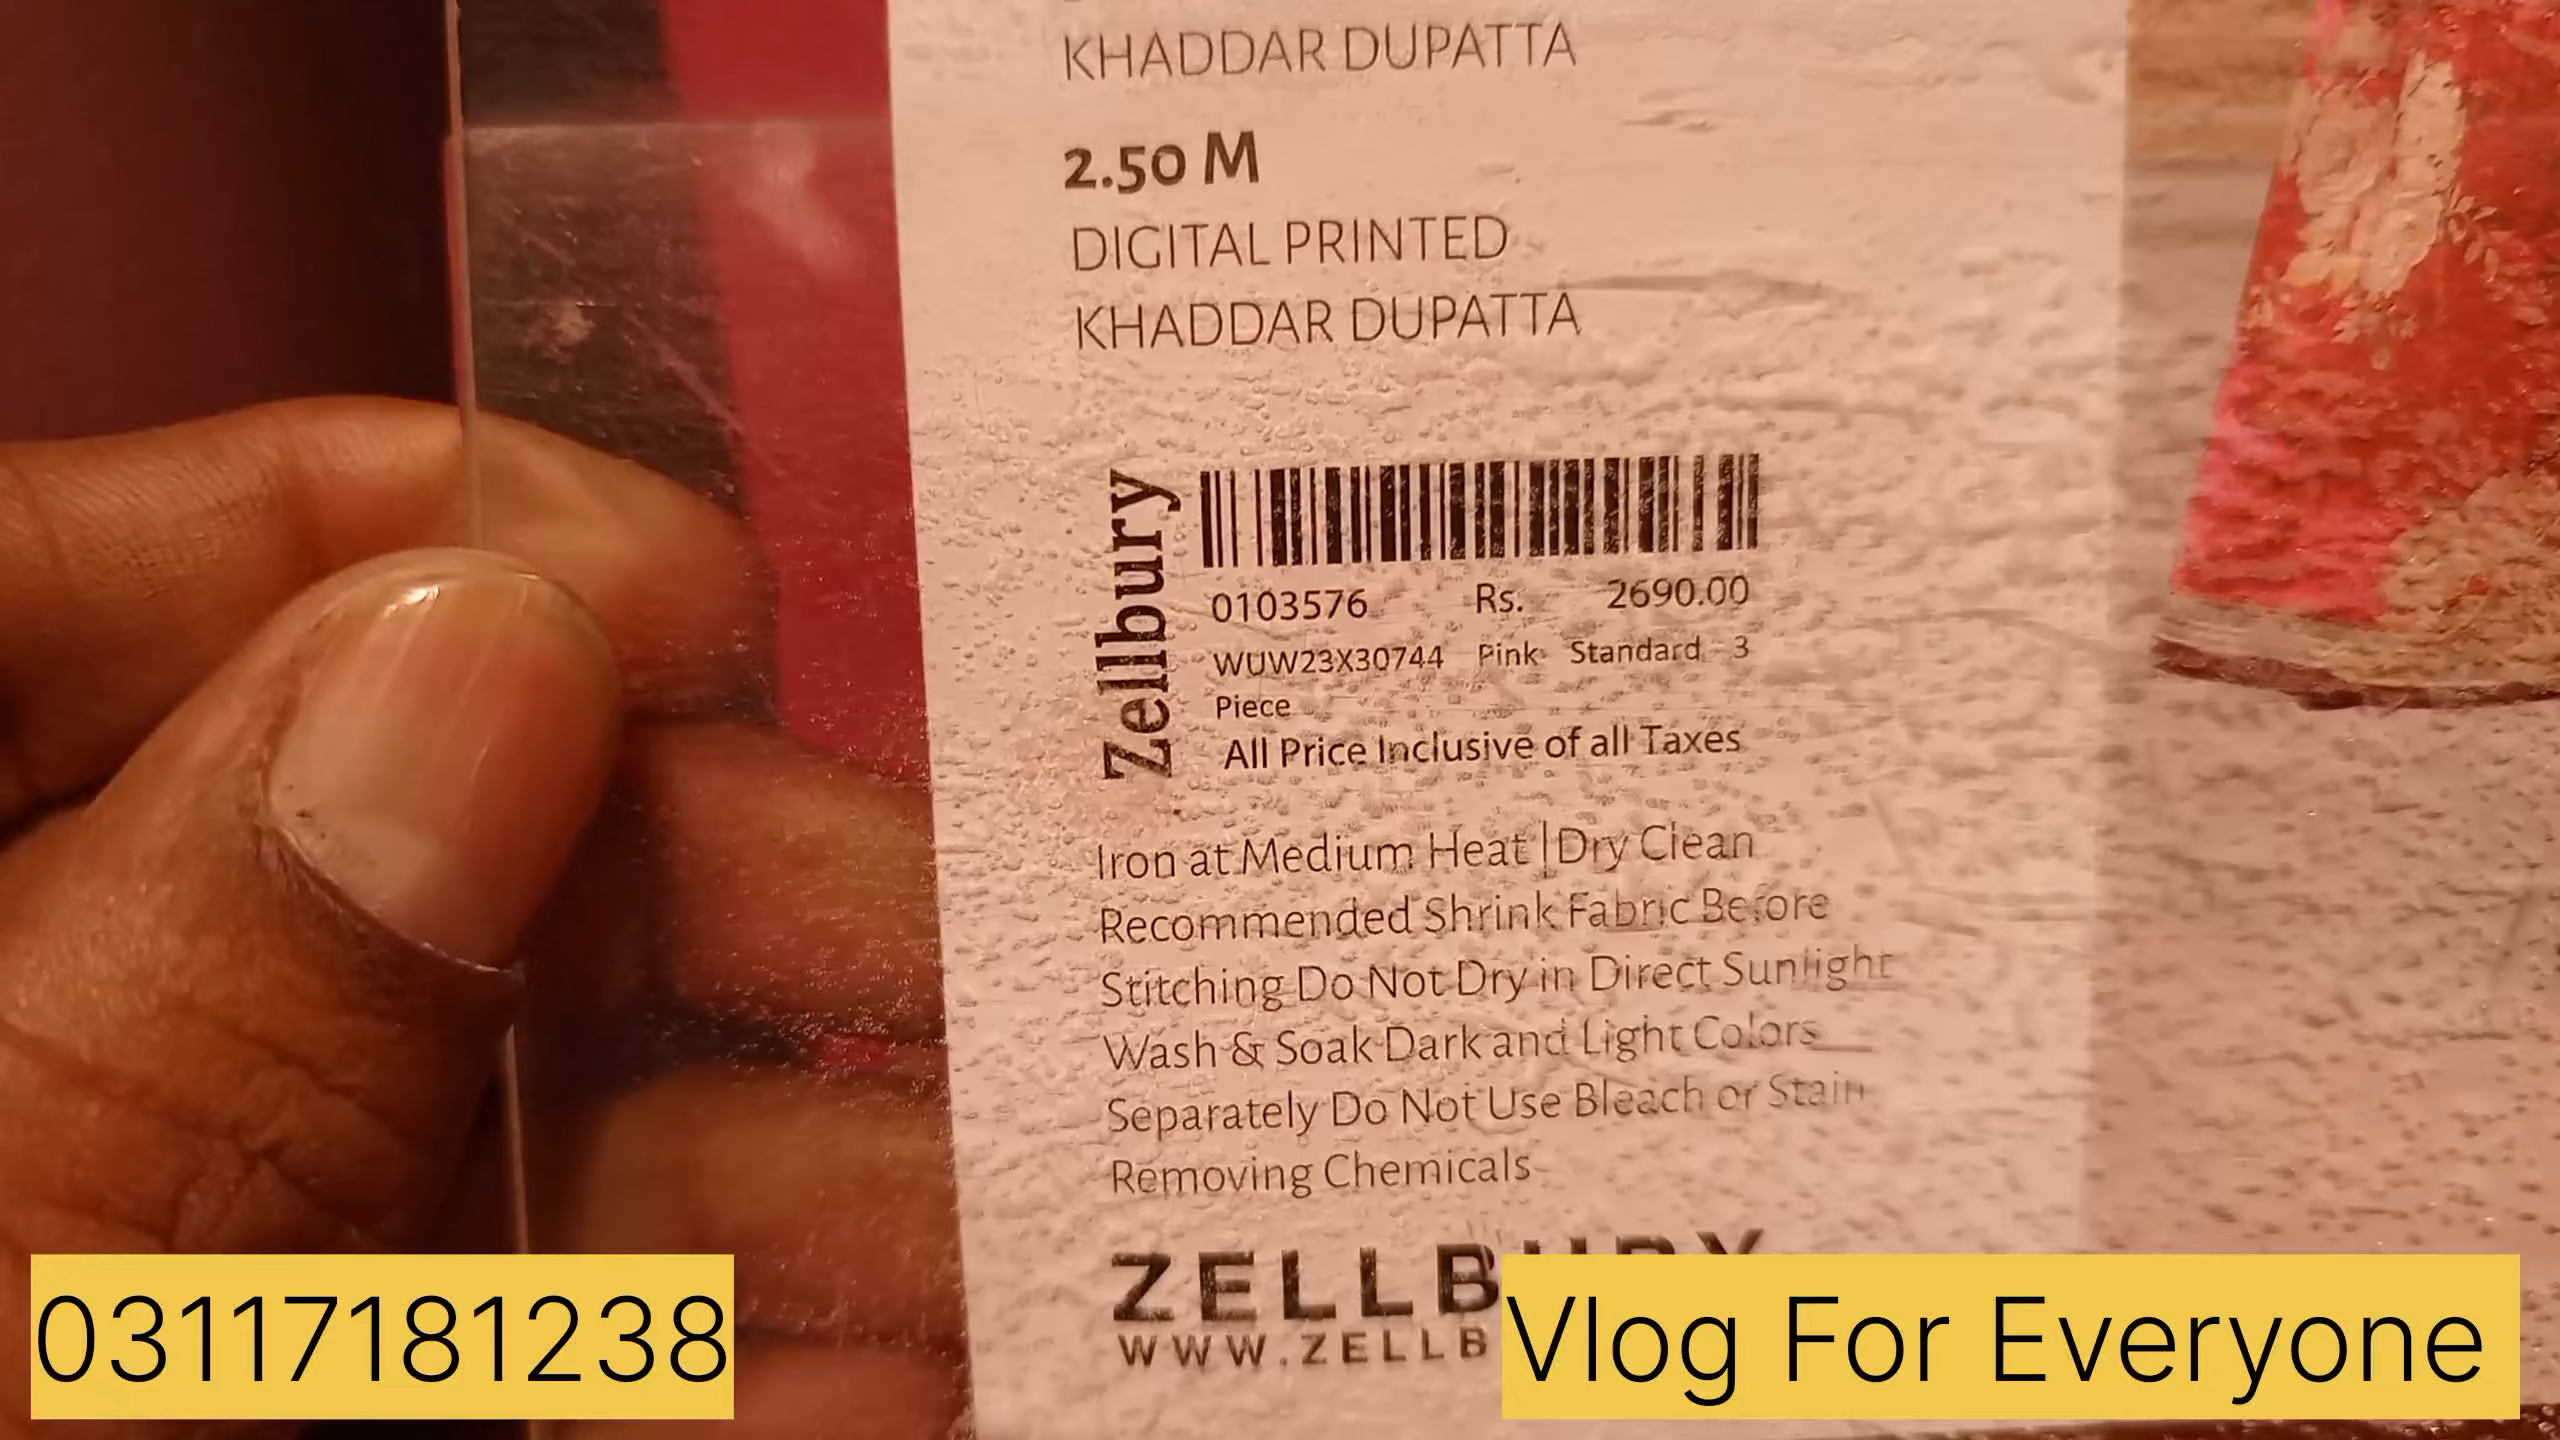 KHADDAR DUPATTA
2.50 M
DIGITAL PRINTED
KHADDAR DUPATTA
Zellbury
0103576 Rs. 2690.00
WUW23X30744 Pink Standard - 3
Piece
All Price Inclusive of all Taxes
Iron at Medium Heat | Dry Clean
Recommended Shrink Fabric Before
Stitching Do Not Dry in Direct Sunlight
Wash & Soak Dark and Light Colors
Separately Do Not Use Bleach or Stain
Removing Chemicals
ZELLBURY
WWW.ZELLB
03117181238
Vlog For Everyone